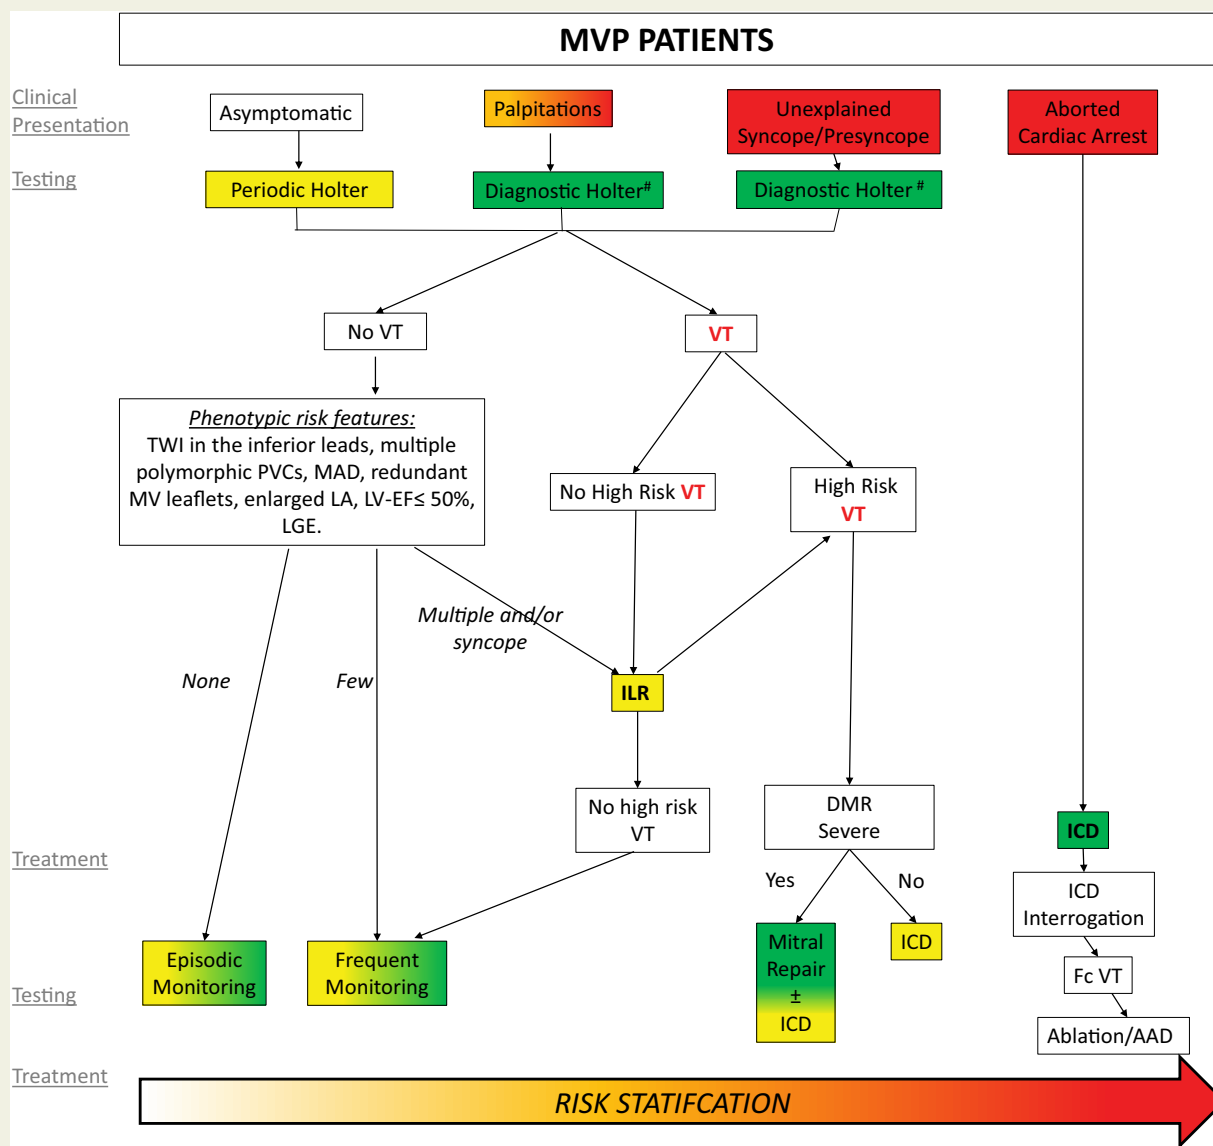 MVP PATIENTS
Clinical
Presentation
Asymptomatic
Palpitations
Unexplained
Syncope/Presyncope
Aborted
Cardiac Arrest
Testing
Periodic Holter
Diagnostic Holter#
Diagnostic Holter #
No VT
VT
Phenotypic risk features:
TWI in the inferior leads, multiple
polymorphic PVCs, MAD, redundant
MV leaflets, enlarged LA, LV-EF≤ 50%,
LGE.
No High Risk VT
High Risk
VT
Multiple and/or
syncope
None
Few
ILR
No high risk
VT
DMR
Severe
ICD
Treatment
Yes
No
ICD
Interrogation
Episodic
Monitoring
Frequent
Monitoring
Mitral
Repair
±
ICD
ICD
Fc VT
Testing
Ablation/AAD
Treatment
RISK STATIFCATION